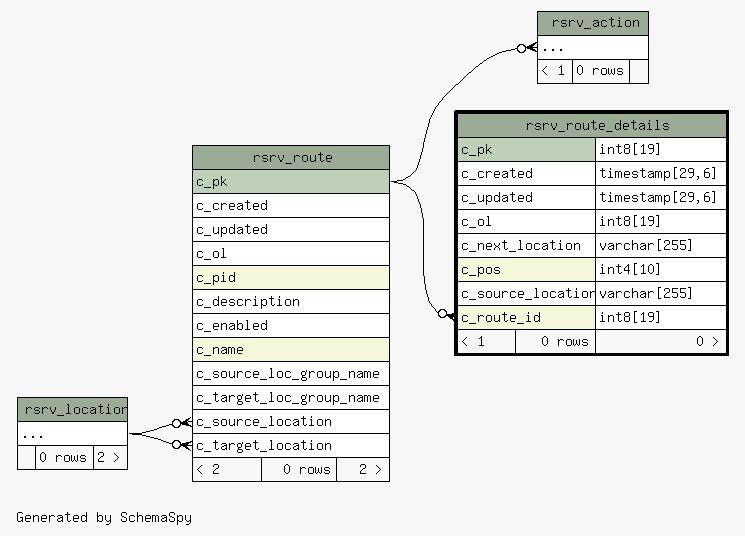 rsrv_action
...
< 1 0 rows
rsrv_route_details
c_pk int8[19]
c_created timestamp[29,6]
c_updated timestamp[29,6]
c_ol int8[19]
c_next_location varchar[255]
c_pos int4[10]
c_source_location varchar[255]
c_route_id int8[19]
< 1 0 rows 0 >
rsrv_route
c_pk
c_created
c_updated
c_ol
c_pid
c_description
c_enabled
c_name
c_source_loc_group_name
c_target_loc_group_name
c_source_location
c_target_location
< 2 0 rows 2 >
rsrv_location
...
0 rows 2 >
Generated by SchemaSpy